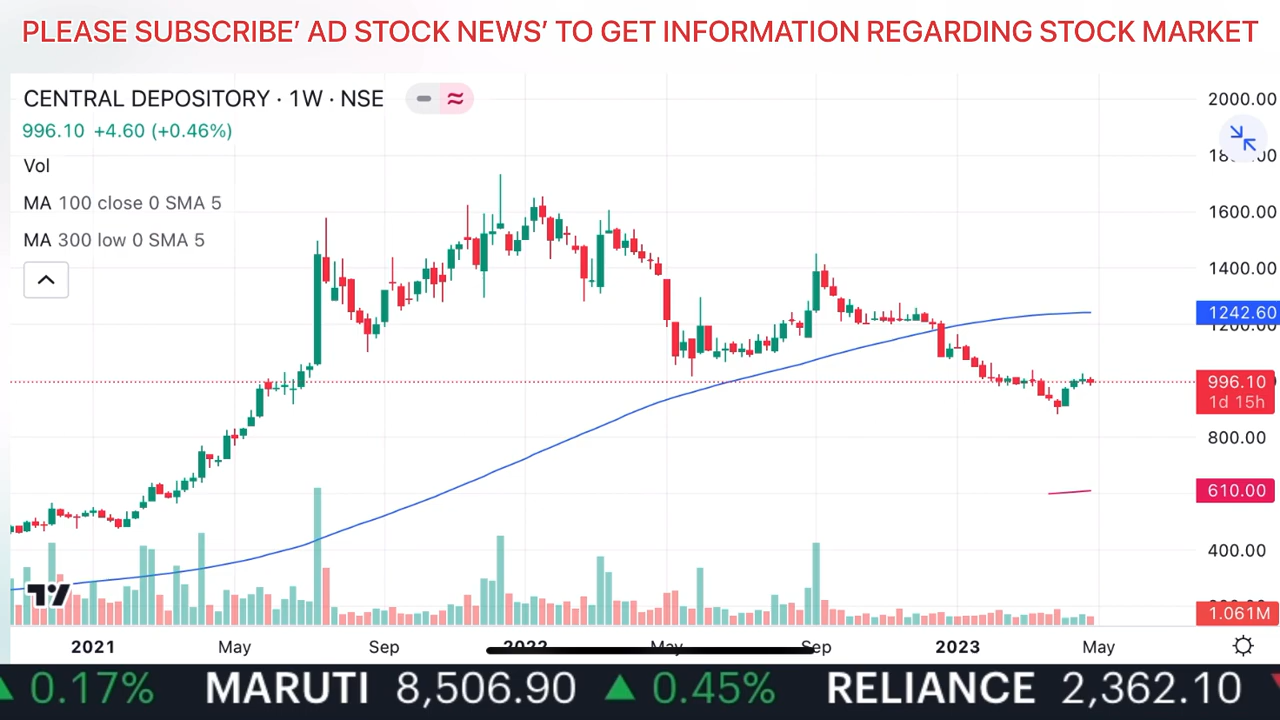 PLEASE SUBSCRIBE’ AD STOCK NEWS’ TO GET INFORMATION REGARDING STOCK MARKET
CENTRAL DEPOSITORY · 1W · NSE
996.10 +4.60 (+0.46%)
Vol
MA 100 close 0 SMA 5
MA 300 low 0 SMA 5
2000.00
1600.00
1400.00
1242.60
1200.00
996.10
1d 15h
800.00
610.00
400.00
1.061M
2021 May Sep 2022 May Sep 2023 May
0.17% MARUTI 8,506.90 0.45% RELIANCE 2,362.10